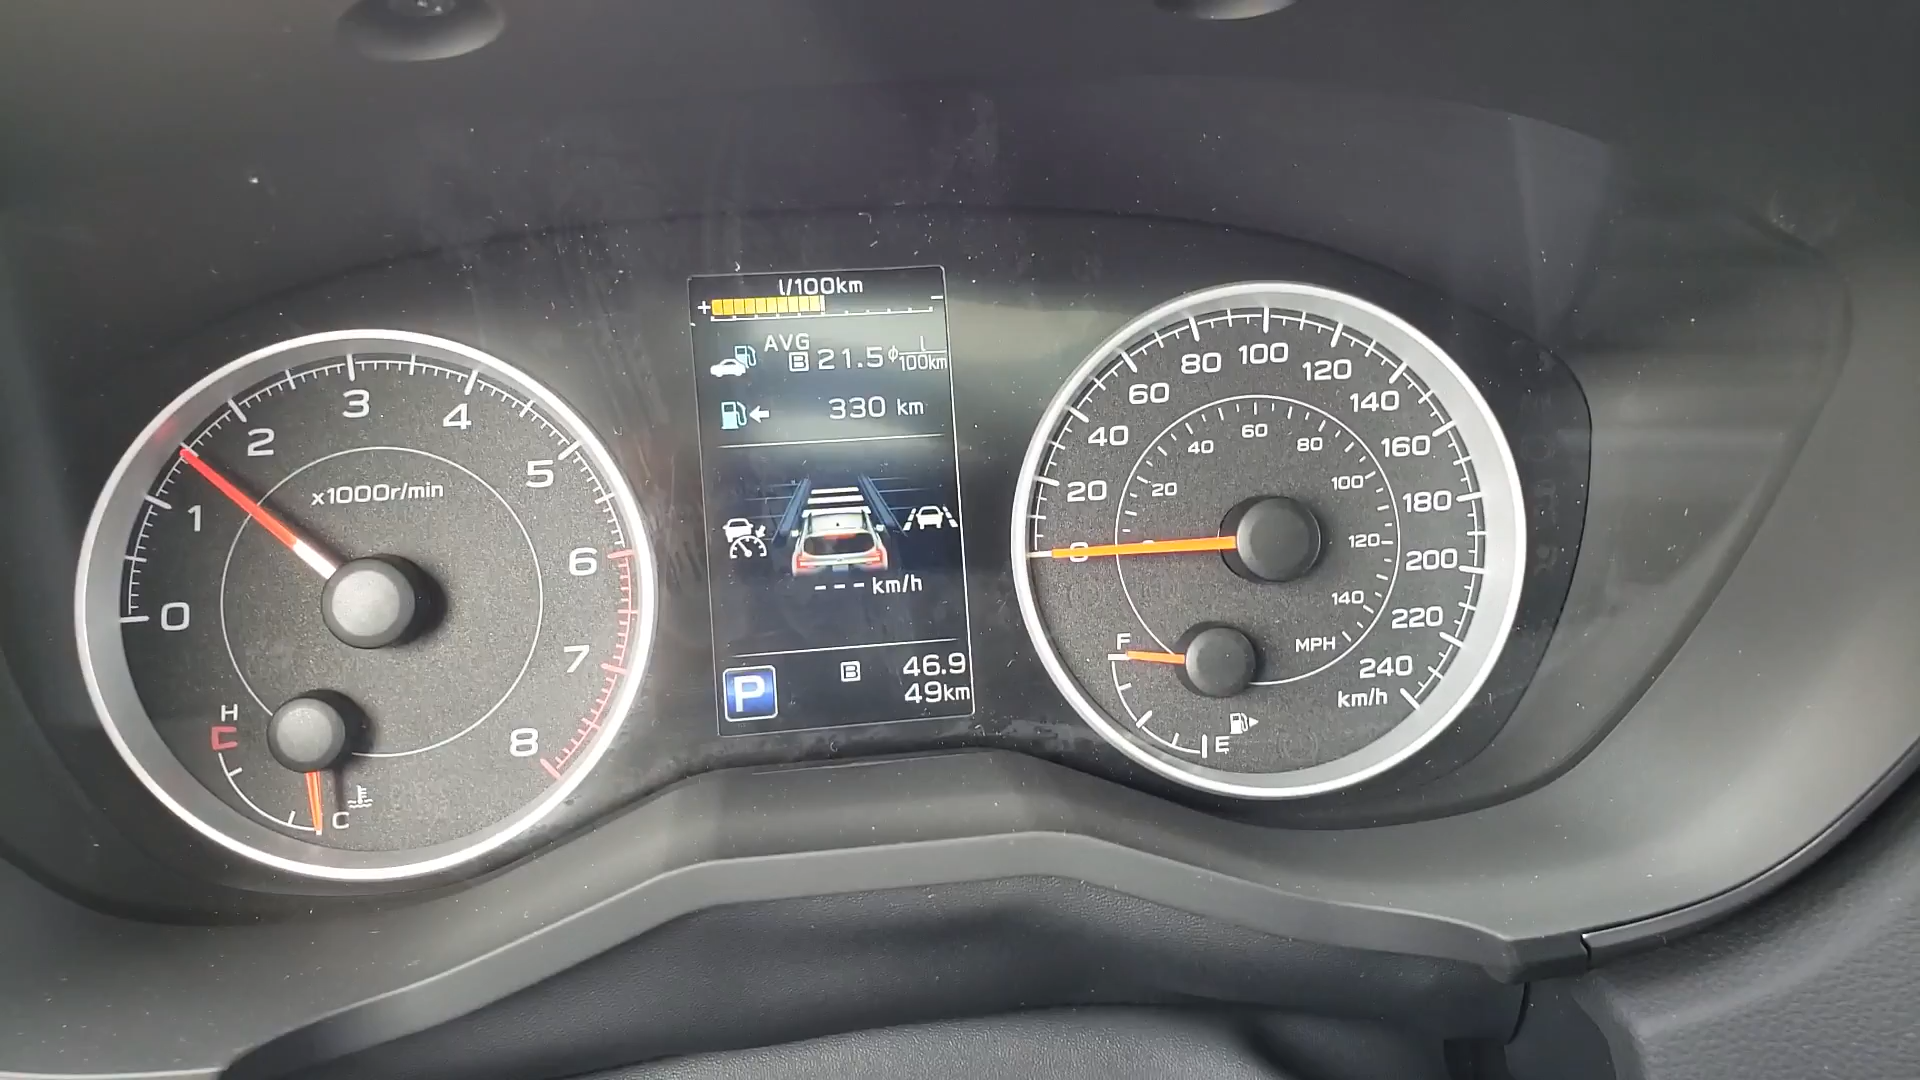 0
1
2
3
4
5
6
7
8
x1000r/min
H
C
l/100km
+ −
AVG
B 21.5 l/100km
330 km
--- km/h
P
B 46.9
49km
0
20
40
60
80
100
120
140
160
180
200
220
240
km/h
20
40
60
80
100
120
140
MPH
F
E